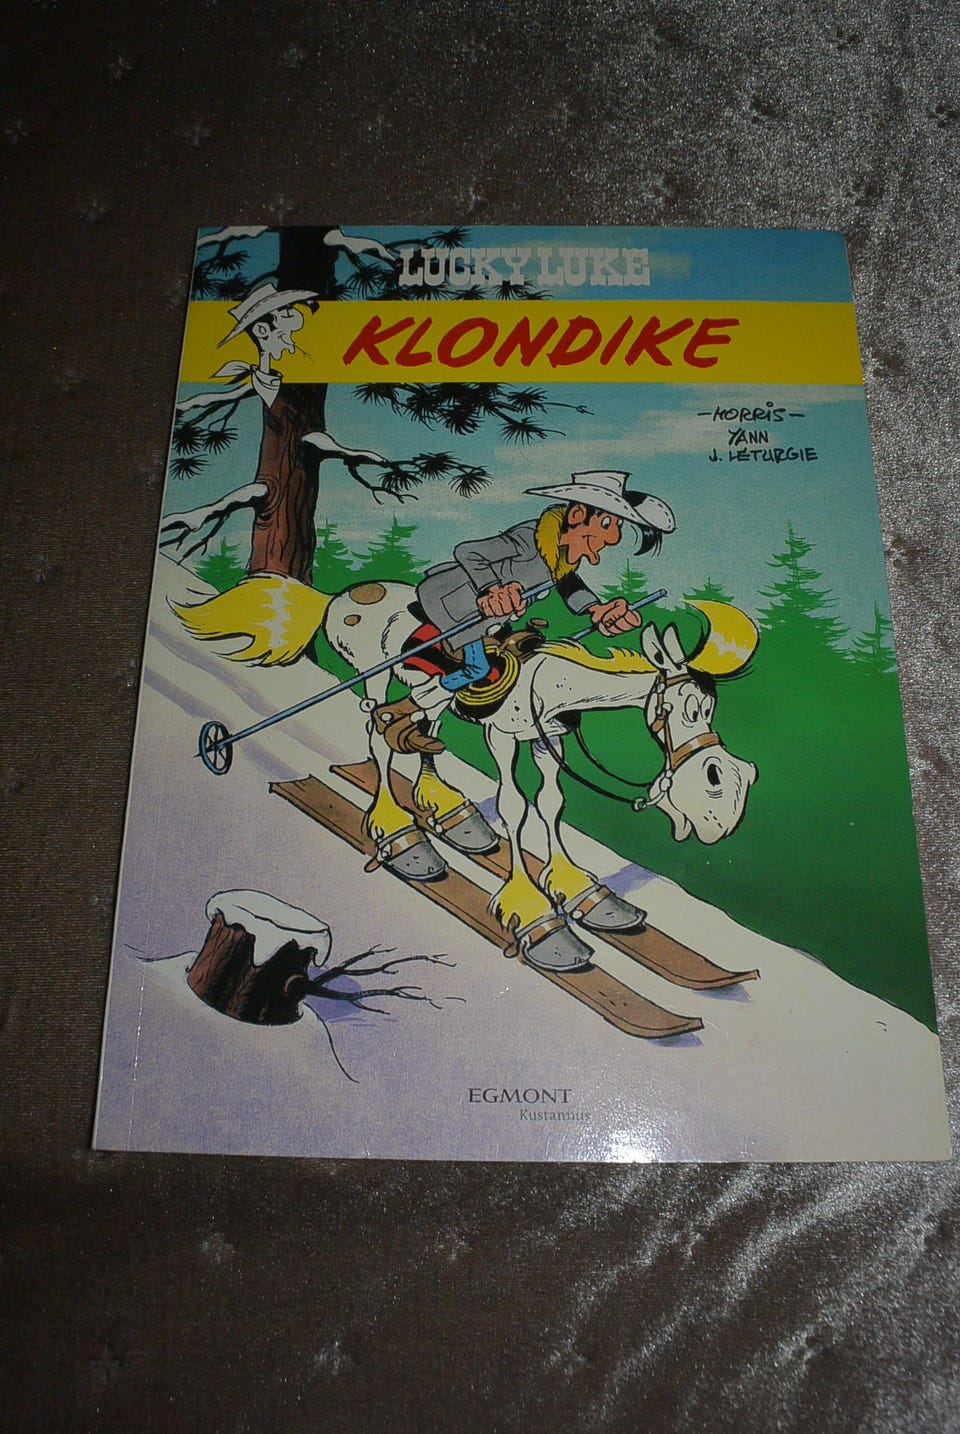 LUCKY LUKE
KLONDIKE
-MORRIS-
YANN
J. LÉTURGIE
EGMONT
Kustannus